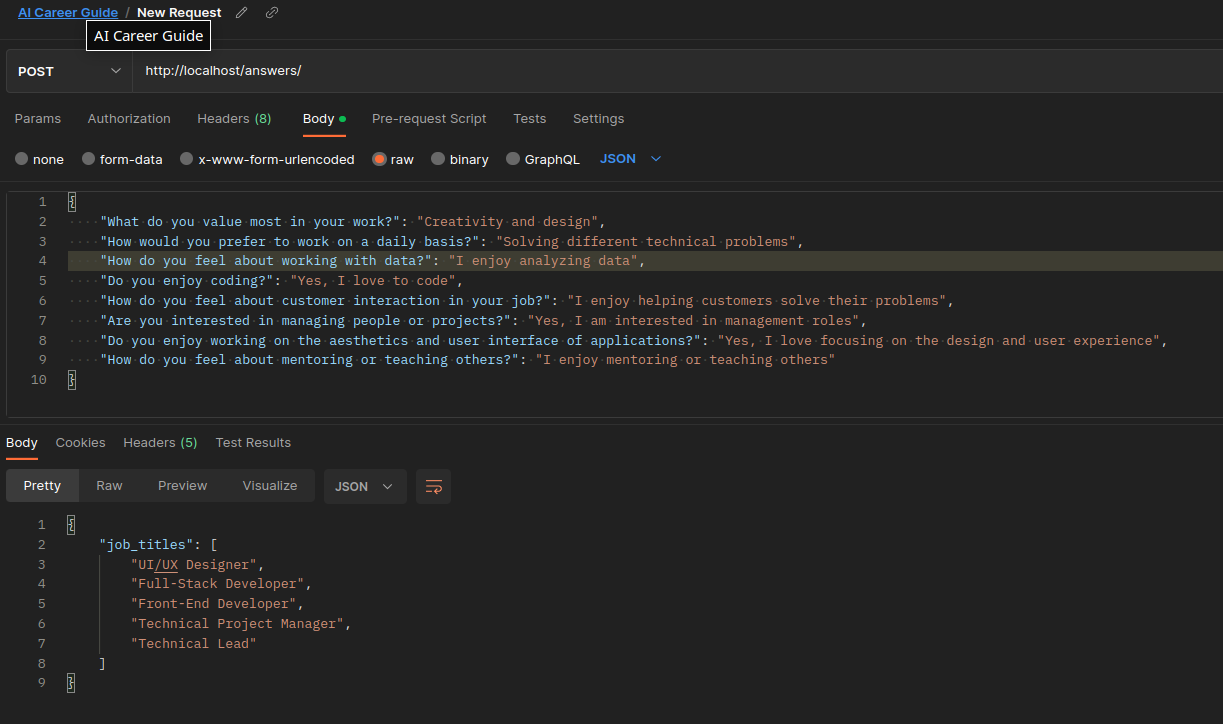 AI Career Guide / New Request
AI Career Guide
POST http://localhost/answers/
Params Authorization Headers (8) Body Pre-request Script Tests Settings
none form-data x-www-form-urlencoded raw binary GraphQL JSON
1 {
2 "What do you value most in your work?": "Creativity and design",
3 "How would you prefer to work on a daily basis?": "Solving different technical problems",
4 "How do you feel about working with data?": "I enjoy analyzing data",
5 "Do you enjoy coding?": "Yes, I love to code",
6 "How do you feel about customer interaction in your job?": "I enjoy helping customers solve their problems",
7 "Are you interested in managing people or projects?": "Yes, I am interested in management roles",
8 "Do you enjoy working on the aesthetics and user interface of applications?": "Yes, I love focusing on the design and user experience",
9 "How do you feel about mentoring or teaching others?": "I enjoy mentoring or teaching others"
10 }
Body Cookies Headers (5) Test Results
Pretty Raw Preview Visualize JSON
1 {
2 "job_titles": [
3 "UI/UX Designer",
4 "Full-Stack Developer",
5 "Front-End Developer",
6 "Technical Project Manager",
7 "Technical Lead"
8 ]
9 }